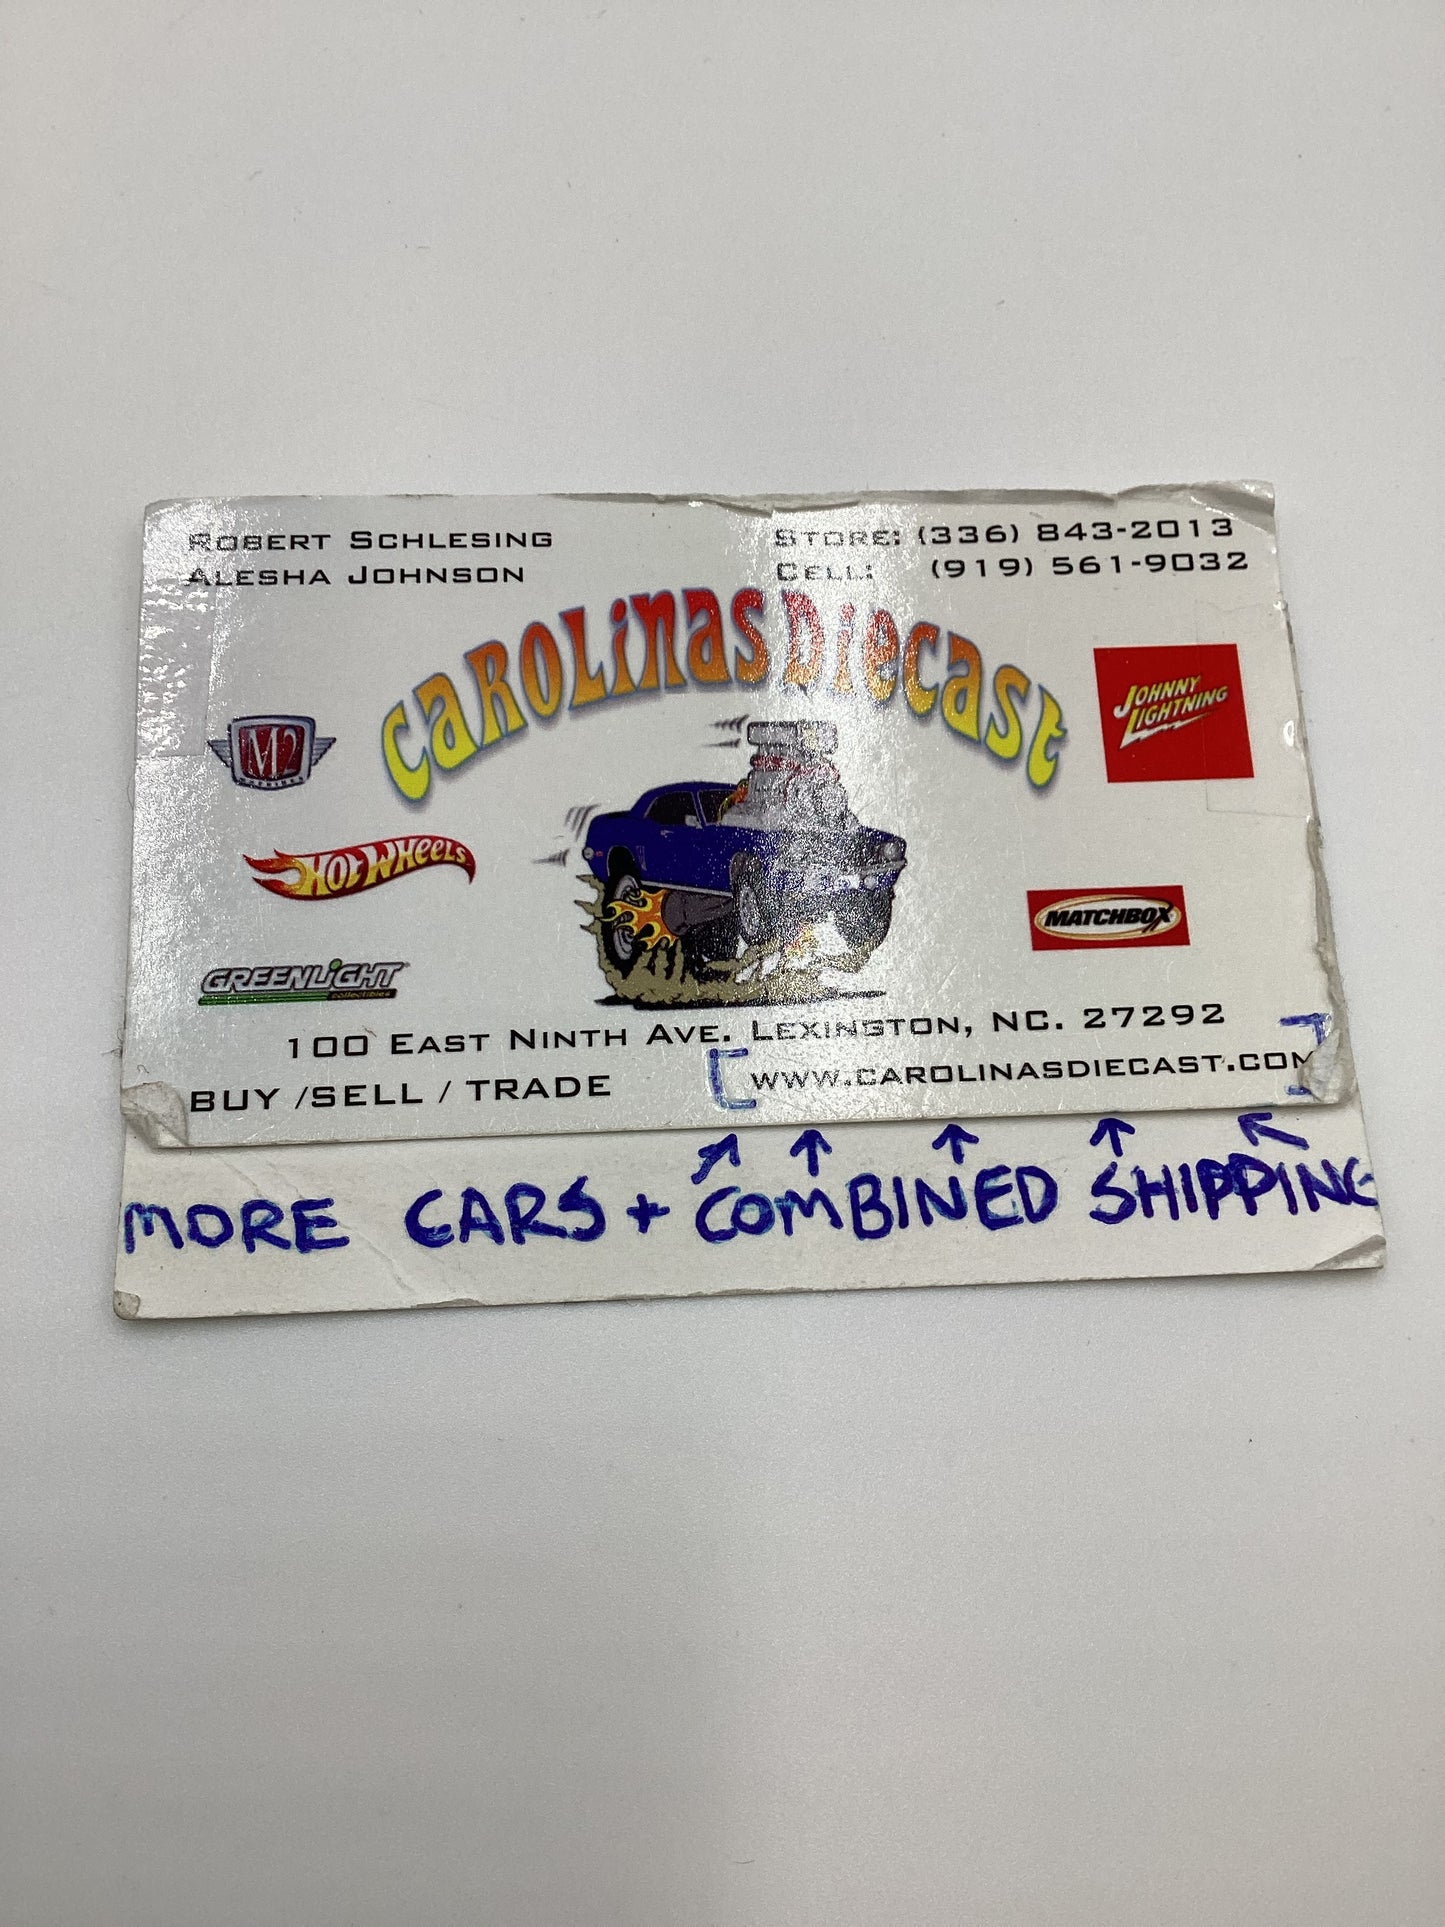 ROBERT SCHLESING
ALESHA JOHNSON
STORE: (336) 843-2013
CELL: (919) 561-9032
CAROLINAS DIECAST
M2
MACHINES
JOHNNY
LIGHTNING
HOT WHEELS
MATCHBOX
GREENLIGHT
collectibles
100 EAST NINTH AVE. LEXINGTON, NC. 27292
BUY /SELL / TRADE
[WWW.CAROLINASDIECAST.COM]
↗ ↑ ↑ ↑ ↖
MORE CARS + COMBINED SHIPPING